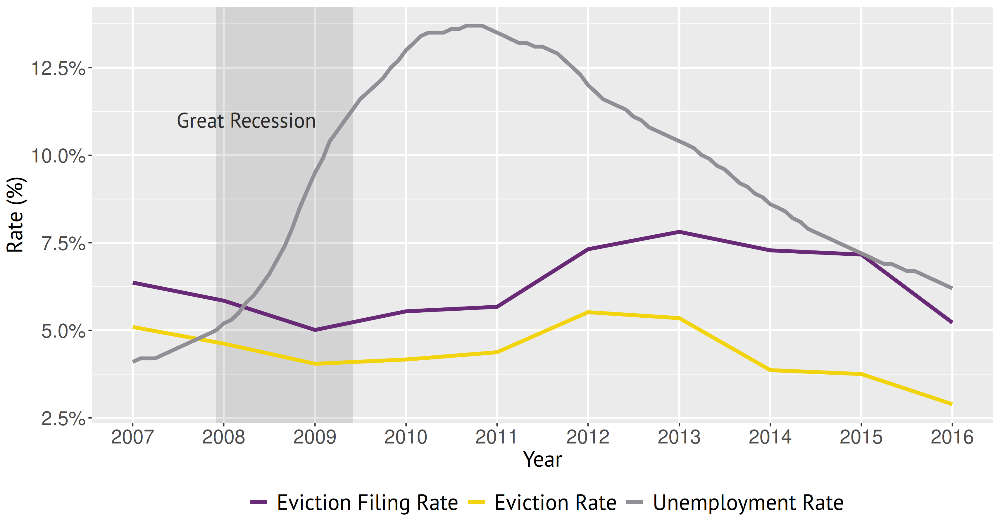 12.5%
10.0%
7.5%
5.0%
2.5%
Rate (%)
Great Recession
2007 2008 2009 2010 2011 2012 2013 2014 2015 2016
Year
Eviction Filing Rate Eviction Rate Unemployment Rate